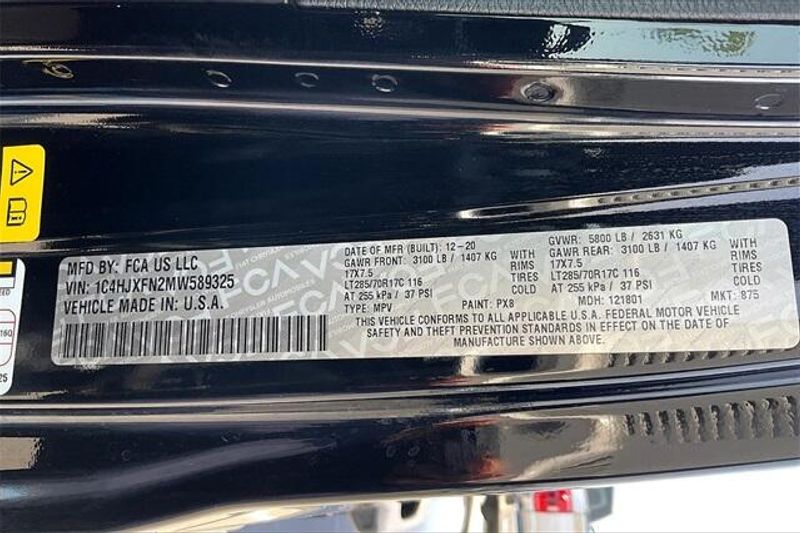 MFD BY: FCA US LLC
VIN: 1C4HJXFN2MW589325
VEHICLE MADE IN: U.S.A.
DATE OF MFR (BUILT): 12-20
GAWR FRONT: 3100 LB / 1407 KG WITH
17X7.5 RIMS
LT285/70R17C 116 TIRES
AT 255 kPa / 37 PSI COLD
TYPE: MPV PAINT: PX8
GVWR: 5800 LB / 2631 KG
GAWR REAR: 3100 LB / 1407 KG WITH
17X7.5 RIMS
LT285/70R17C 116 TIRES
AT 255 kPa / 37 PSI COLD
MDH: 121801 MKT: 875
THIS VEHICLE CONFORMS TO ALL APPLICABLE U.S.A. FEDERAL MOTOR VEHICLE
SAFETY AND THEFT PREVENTION STANDARDS IN EFFECT ON THE DATE OF
MANUFACTURE SHOWN ABOVE.